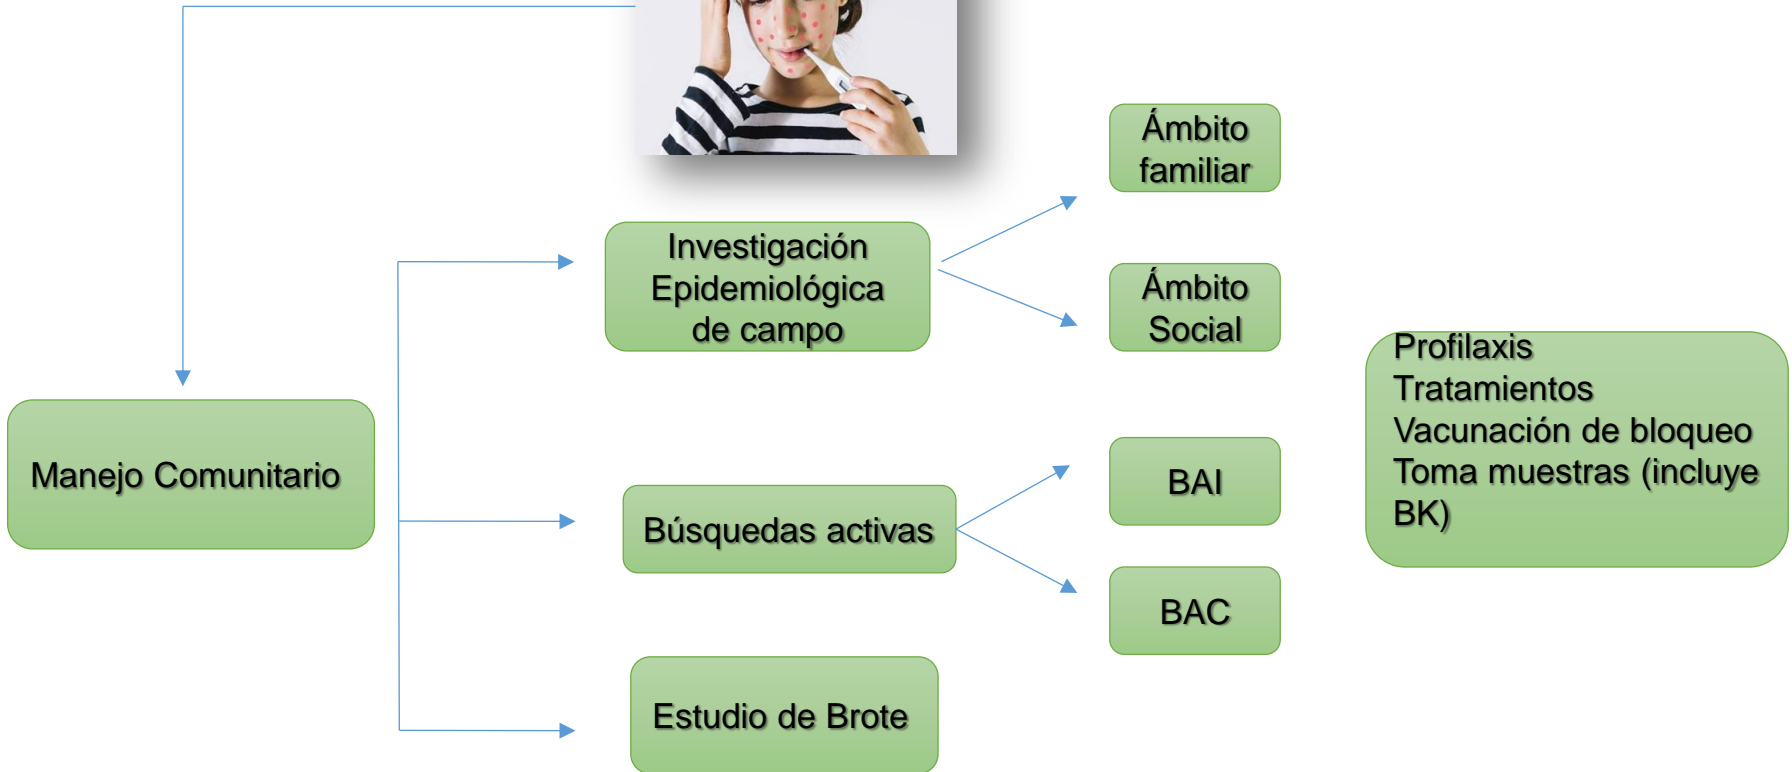 Ámbito
familiar
Investigación
Epidemiológica
de campo
Ámbito
Social
Profilaxis
Tratamientos
Vacunación de bloqueo
Toma muestras (incluye
BK)
Manejo Comunitario
BAI
Búsquedas activas
BAC
Estudio de Brote